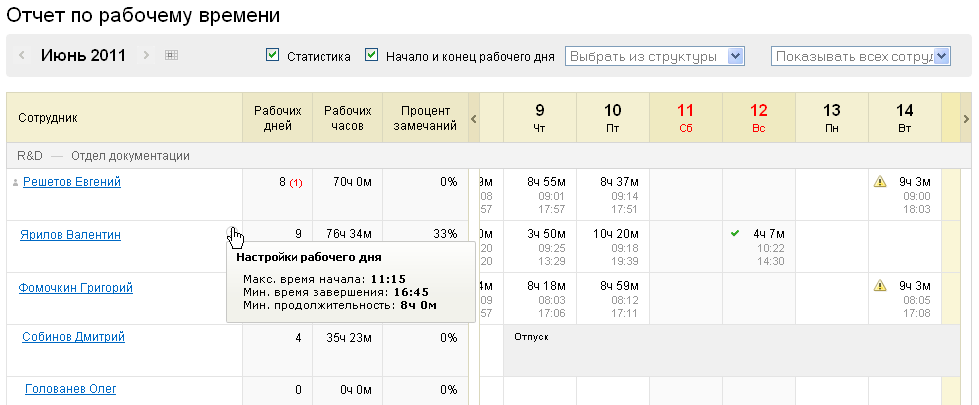 Отчет по рабочему времени
Июнь 2011
Статистика
Начало и конец рабочего дня
Выбрать из структуры
Показывать всех сотруд
Сотрудник
Рабочих дней
Рабочих часов
Процент замечаний
9 Чт
10 Пт
11 Сб
12 Вс
13 Пн
14 Вт
R&D — Отдел документации
Решетов Евгений 8 (1) 70ч 0м 0% 9м 8ч 55м 8ч 37м 9ч 3м
08 09:01 09:14 09:00
57 17:57 17:51 18:03
Ярилов Валентин 9 76ч 34м 33% 0м 3ч 50м 10ч 20м 4ч 7м
20 09:25 09:18 10:22
20 13:29 19:39 14:30
Настройки рабочего дня
Макс. время начала: 11:15
Мин. время завершения: 16:45
Мин. продолжительность: 8ч 0м
Фомочкин Григорий 4м 8ч 18м 8ч 59м 9ч 3м
09 08:03 08:12 08:05
57 17:06 17:11 17:08
Собинов Дмитрий 4 35ч 23м 0% Отпуск
Голованев Олег 0 0ч 0м 0%